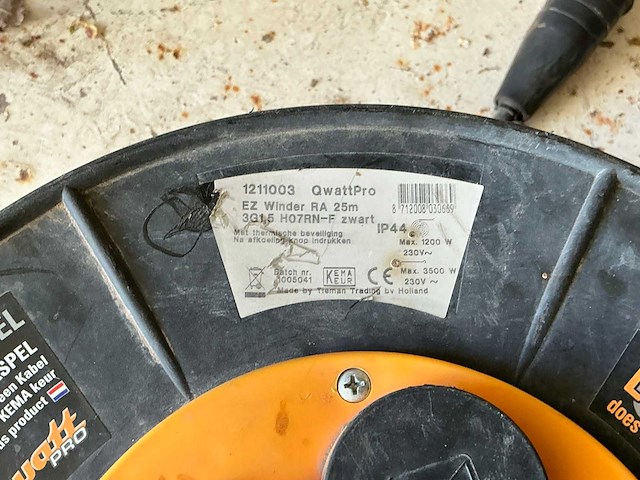 1211003 QwattPro
EZ Winder RA 25m
3G1,5 H07RN-F zwart
Met thermische beveiliging
Na afkoeling knop indrukken
8 712008 030689
IP44
Max. 1200 W
230V~
Max. 3500 W
230V~
Batch nr.
0005041
KEMA
KEUR
CE
Made by Tieman Trading bv Holland
EL
SPEL
een Kabel
KEMA keur
us product
watt
PRO
does